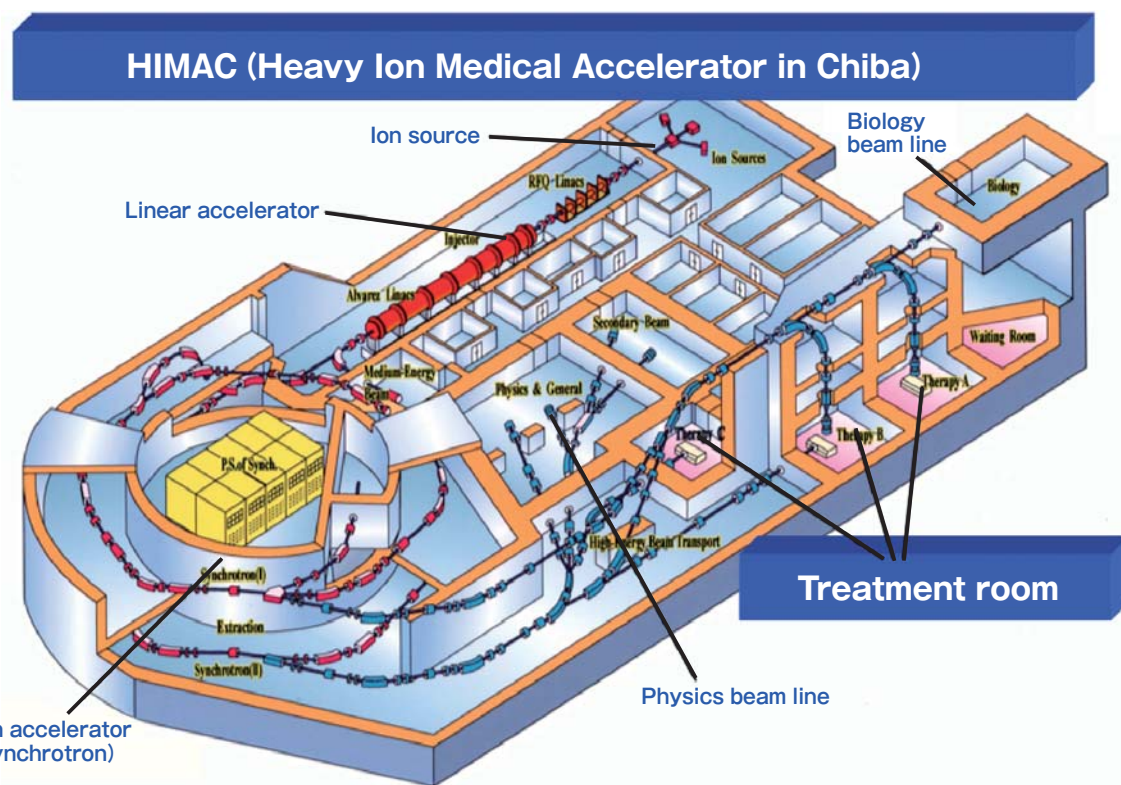 HIMAC (Heavy Ion Medical Accelerator in Chiba)
Ion source
Biology
beam line
Ion Sources
RFQ Linacs
Biology
Linear accelerator
Injector
Alvarez Linacs
Secondary Beam
Waiting Room
Medium-Energy
Beam
Physics & General
Therapy A
Therapy C
Therapy B
P.S.of Synch.
High-Energy Beam Transport
Synchrotron(I)
Treatment room
Extraction
Synchrotron(II)
Physics beam line
accelerator
ynchrotron)